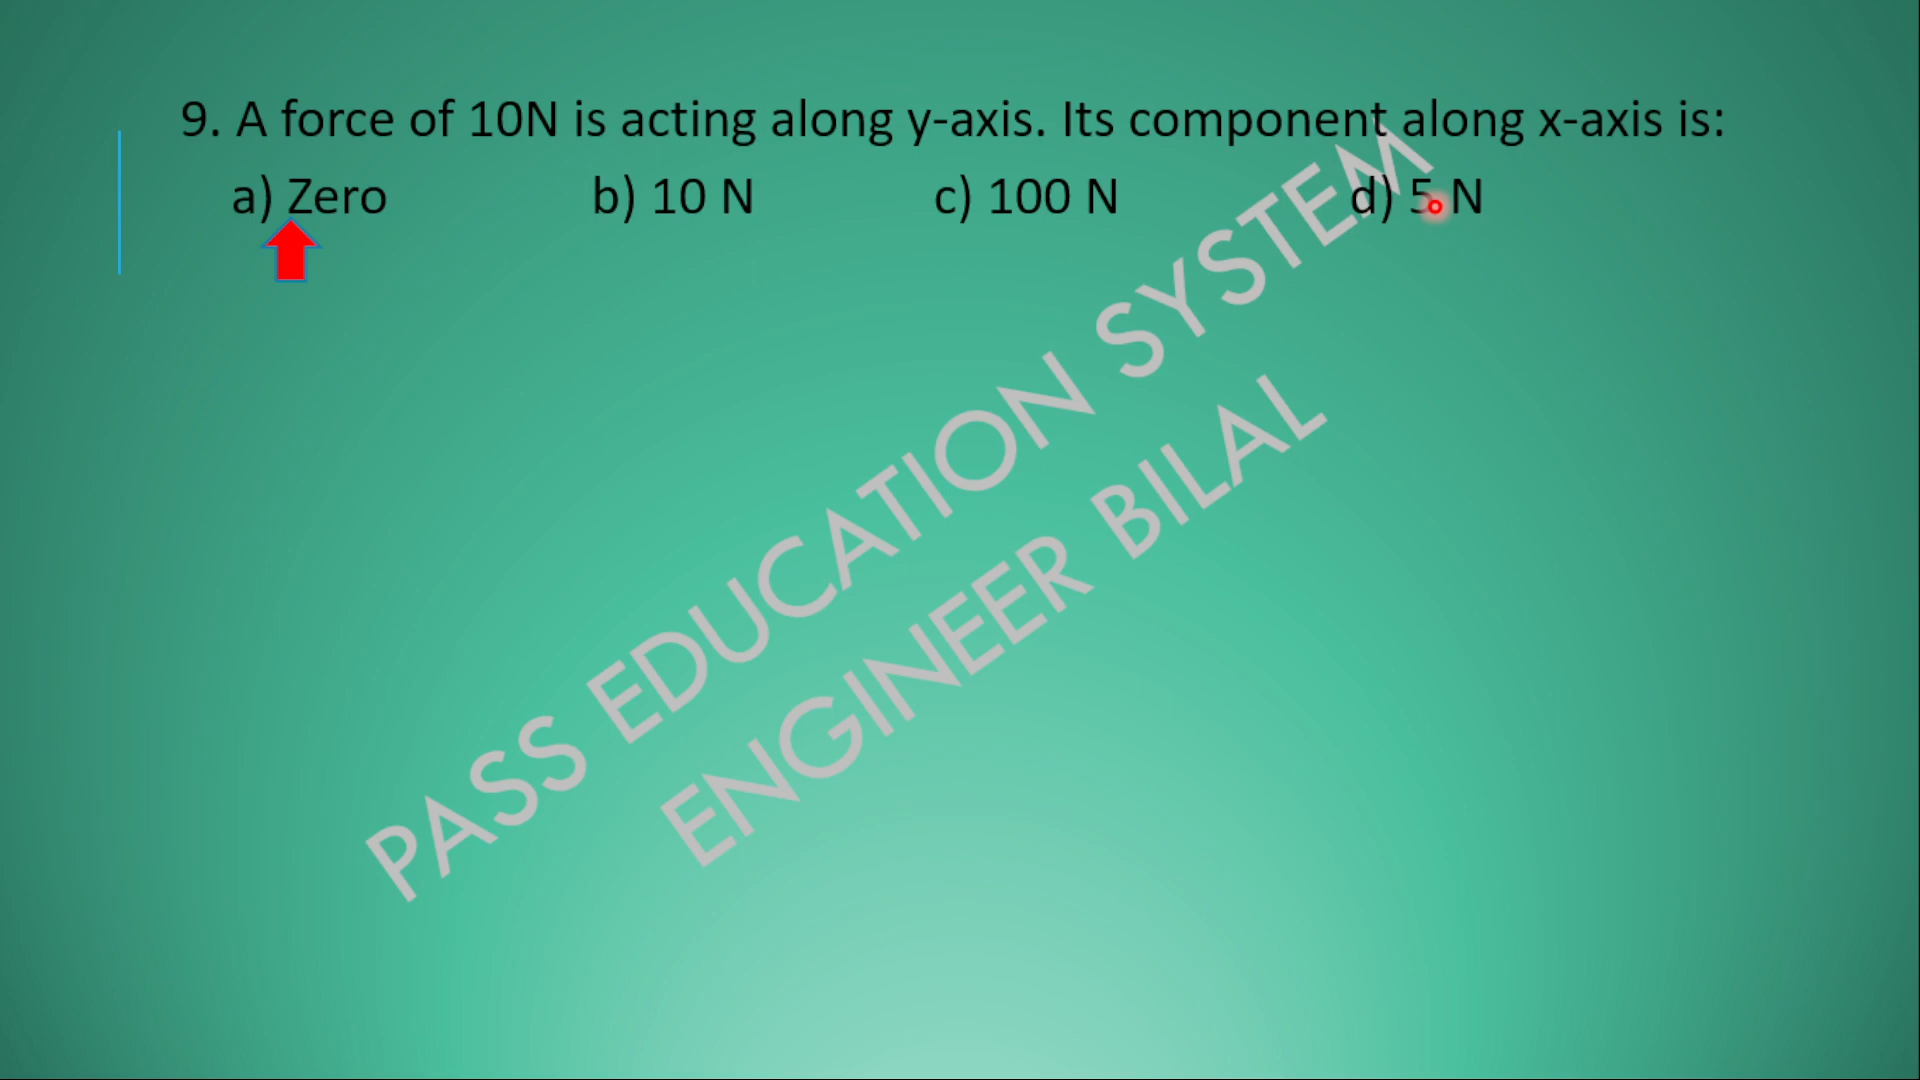 9. A force of 10N is acting along y-axis. Its component along x-axis is:
a) Zero b) 10 N c) 100 N d) 5 N
PASS EDUCATION SYSTEM
ENGINEER BILAL